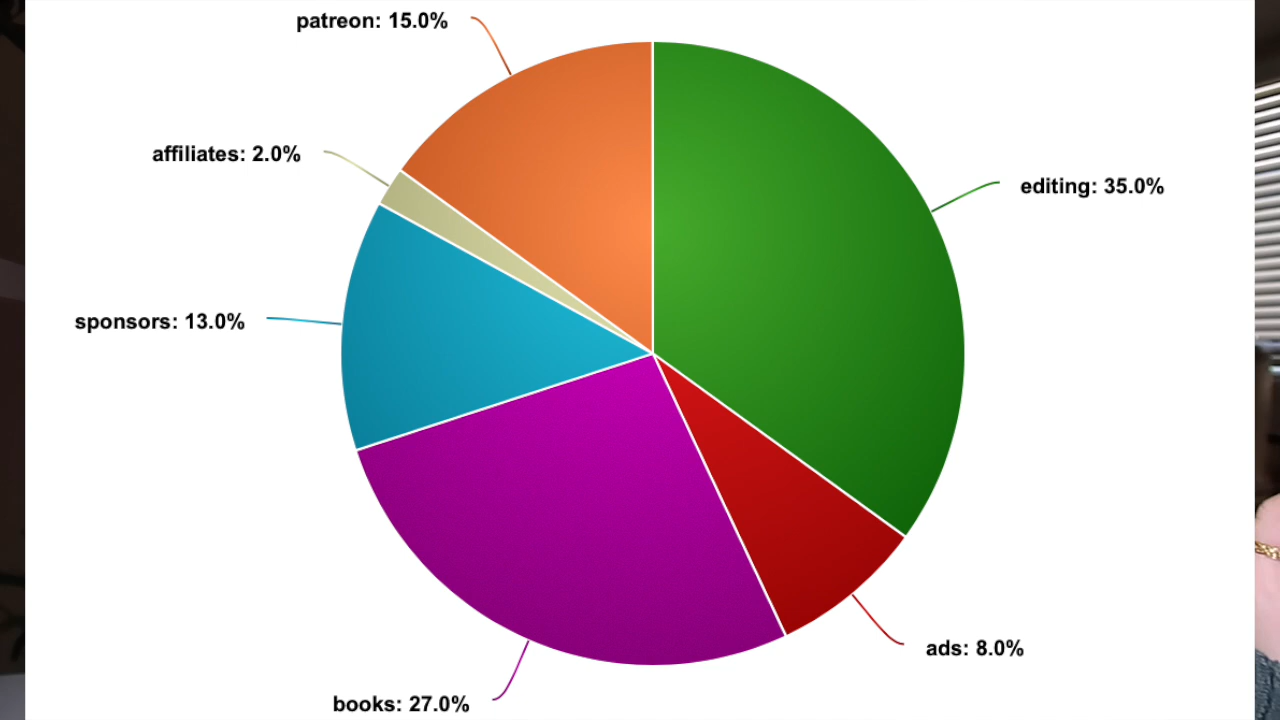 patreon: 15.0%
affiliates: 2.0%
editing: 35.0%
sponsors: 13.0%
ads: 8.0%
books: 27.0%